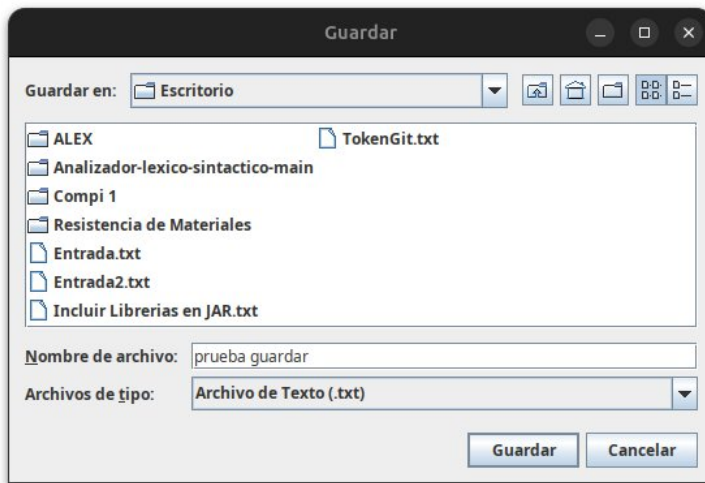 Guardar
Guardar en: Escritorio
ALEX
Analizador-lexico-sintactico-main
Compi 1
Resistencia de Materiales
Entrada.txt
Entrada2.txt
Incluir Librerias en JAR.txt
TokenGit.txt
Nombre de archivo: prueba guardar
Archivos de tipo: Archivo de Texto (.txt)
Guardar Cancelar